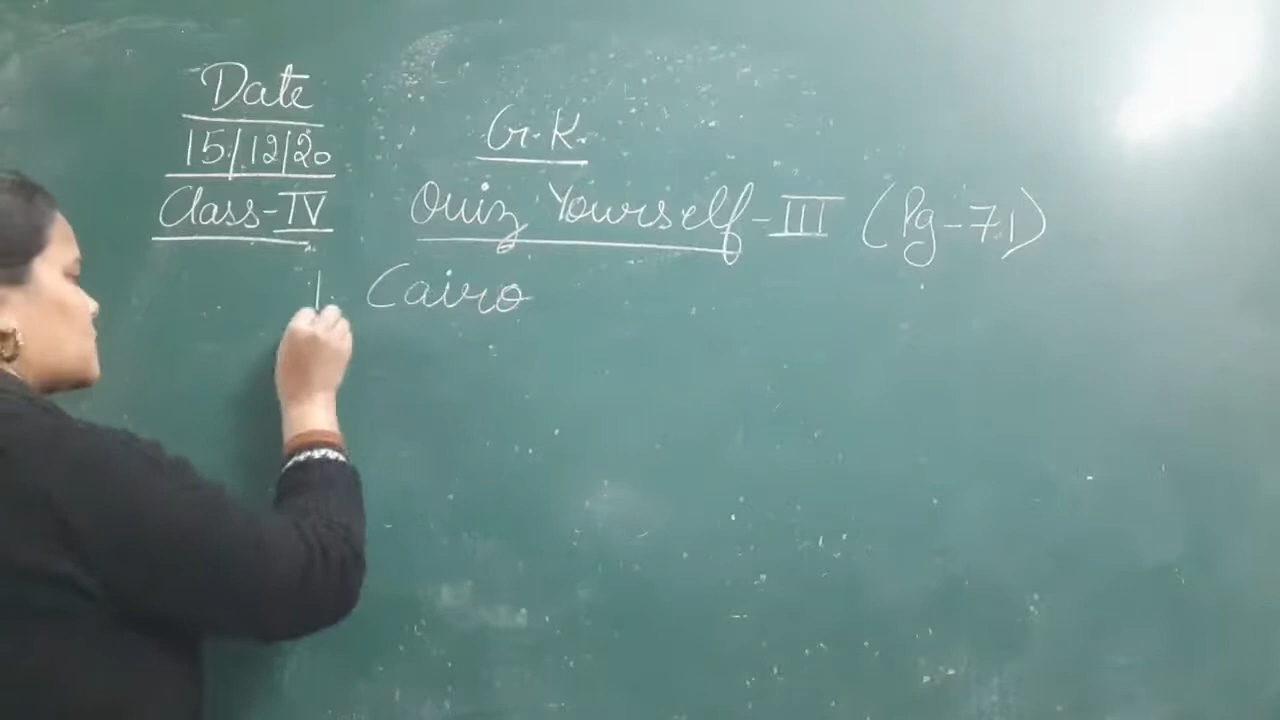 Date
15/12/20
Class-IV
G.K.
Quiz Yourself-III (Pg-71)
1. Cairo